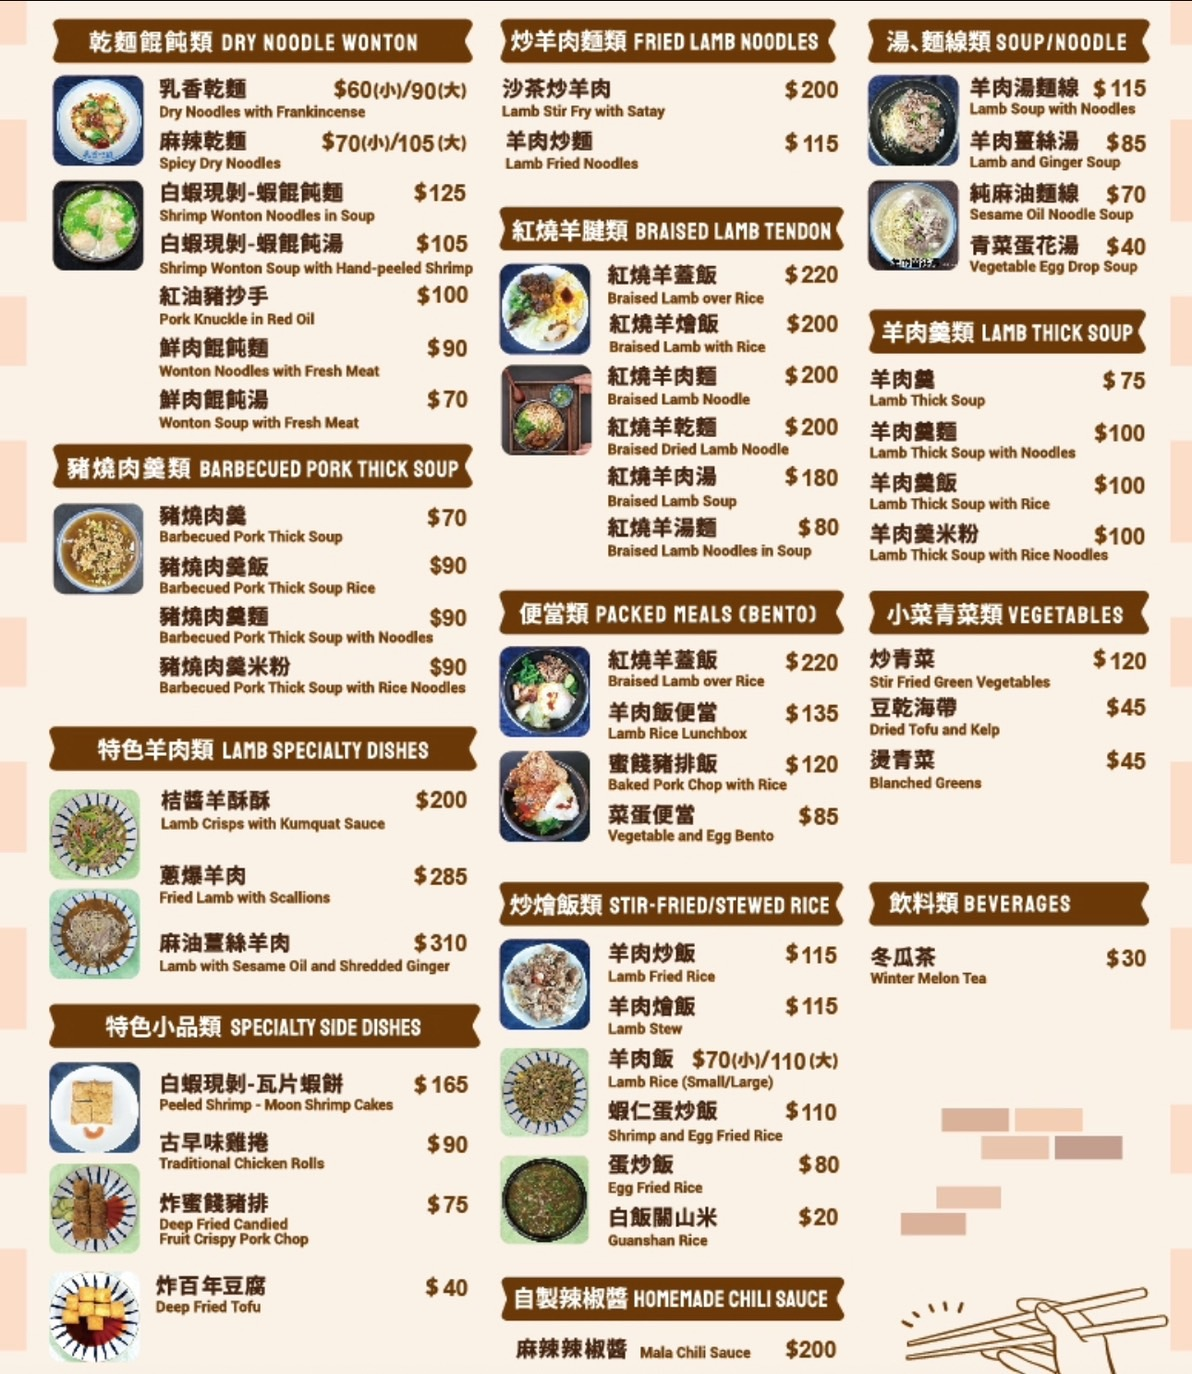 乾麵餛飩類 DRY NOODLE WONTON
乳香乾麵 $60(小)/90(大)
Dry Noodles with Frankincense
麻辣乾麵 $70(小)/105(大)
Spicy Dry Noodles
白蝦現剝-蝦餛飩麵 $125
Shrimp Wonton Noodles in Soup
白蝦現剝-蝦餛飩湯 $105
Shrimp Wonton Soup with Hand-peeled Shrimp
紅油豬抄手 $100
Pork Knuckle in Red Oil
鮮肉餛飩麵 $90
Wonton Noodles with Fresh Meat
鮮肉餛飩湯 $70
Wonton Soup with Fresh Meat
豬燒肉羹類 BARBECUED PORK THICK SOUP
豬燒肉羹 $70
Barbecued Pork Thick Soup
豬燒肉羹飯 $90
Barbecued Pork Thick Soup Rice
豬燒肉羹麵 $90
Barbecued Pork Thick Soup with Noodles
豬燒肉羹米粉 $90
Barbecued Pork Thick Soup with Rice Noodles
特色羊肉類 LAMB SPECIALTY DISHES
桔醬羊酥酥 $200
Lamb Crisps with Kumquat Sauce
蔥爆羊肉 $285
Fried Lamb with Scallions
麻油薑絲羊肉 $310
Lamb with Sesame Oil and Shredded Ginger
特色小品類 SPECIALTY SIDE DISHES
白蝦現剝-瓦片蝦餅 $165
Peeled Shrimp - Moon Shrimp Cakes
古早味雞捲 $90
Traditional Chicken Rolls
炸蜜餞豬排 $75
Deep Fried Candied
Fruit Crispy Pork Chop
炸百年豆腐 $40
Deep Fried Tofu
炒羊肉麵類 FRIED LAMB NOODLES
沙茶炒羊肉 $200
Lamb Stir Fry with Satay
羊肉炒麵 $115
Lamb Fried Noodles
紅燒羊腱類 BRAISED LAMB TENDON
紅燒羊蓋飯 $220
Braised Lamb over Rice
紅燒羊燴飯 $200
Braised Lamb with Rice
紅燒羊肉麵 $200
Braised Lamb Noodle
紅燒羊乾麵 $200
Braised Dried Lamb Noodle
紅燒羊肉湯 $180
Braised Lamb Soup
紅燒羊湯麵 $80
Braised Lamb Noodles in Soup
便當類 PACKED MEALS (BENTO)
紅燒羊蓋飯 $220
Braised Lamb over Rice
羊肉飯便當 $135
Lamb Rice Lunchbox
蜜餞豬排飯 $120
Baked Pork Chop with Rice
菜蛋便當 $85
Vegetable and Egg Bento
炒燴飯類 STIR-FRIED/STEWED RICE
羊肉炒飯 $115
Lamb Fried Rice
羊肉燴飯 $115
Lamb Stew
羊肉飯 $70(小)/110(大)
Lamb Rice (Small/Large)
蝦仁蛋炒飯 $110
Shrimp and Egg Fried Rice
蛋炒飯 $80
Egg Fried Rice
白飯關山米 $20
Guanshan Rice
自製辣椒醬 HOMEMADE CHILI SAUCE
麻辣辣椒醬 Mala Chili Sauce $200
湯、麵線類 SOUP/NOODLE
羊肉湯麵線 $115
Lamb Soup with Noodles
羊肉薑絲湯 $85
Lamb and Ginger Soup
純麻油麵線 $70
Sesame Oil Noodle Soup
青菜蛋花湯 $40
Vegetable Egg Drop Soup
羊肉羹類 LAMB THICK SOUP
羊肉羹 $75
Lamb Thick Soup
羊肉羹麵 $100
Lamb Thick Soup with Noodles
羊肉羹飯 $100
Lamb Thick Soup with Rice
羊肉羹米粉 $100
Lamb Thick Soup with Rice Noodles
小菜青菜類 VEGETABLES
炒青菜 $120
Stir Fried Green Vegetables
豆乾海帶 $45
Dried Tofu and Kelp
燙青菜 $45
Blanched Greens
飲料類 BEVERAGES
冬瓜茶 $30
Winter Melon Tea